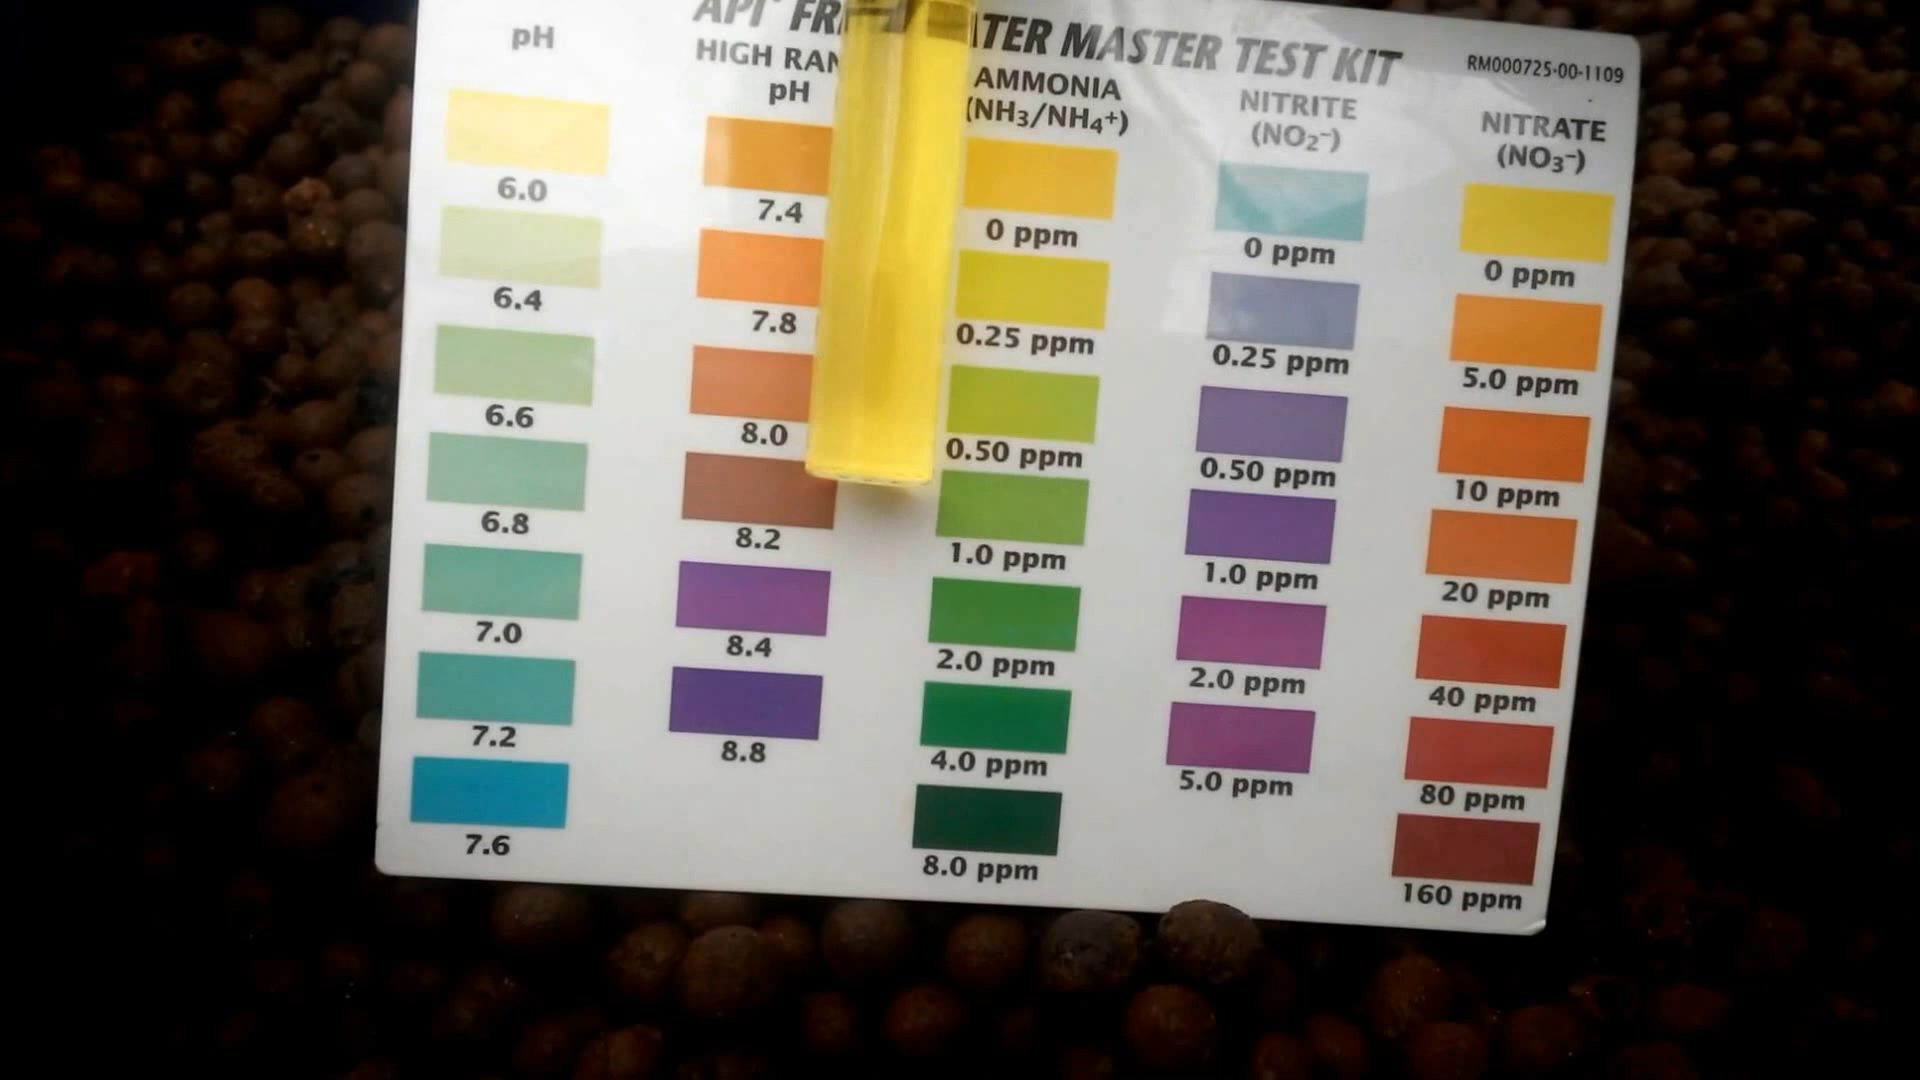 API FR ATER MASTER TEST KIT
RM000725-00-1109
pH
6.0
6.4
6.6
6.8
7.0
7.2
7.6
HIGH RAN
pH
7.4
7.8
8.0
8.2
8.4
8.8
AMMONIA
(NH3/NH4+)
0 ppm
0.25 ppm
0.50 ppm
1.0 ppm
2.0 ppm
4.0 ppm
8.0 ppm
NITRITE
(NO2-)
0 ppm
0.25 ppm
0.50 ppm
1.0 ppm
2.0 ppm
5.0 ppm
NITRATE
(NO3-)
0 ppm
5.0 ppm
10 ppm
20 ppm
40 ppm
80 ppm
160 ppm